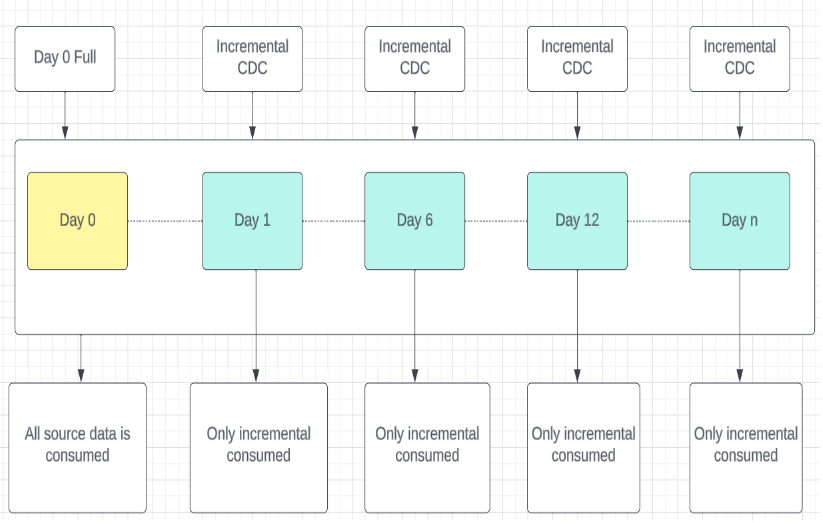 Day 0 Full
Incremental
CDC
Incremental
CDC
Incremental
CDC
Incremental
CDC
Day 0
Day 1
Day 6
Day 12
Day n
All source data is
consumed
Only incremental
consumed
Only incremental
consumed
Only incremental
consumed
Only incremental
consumed